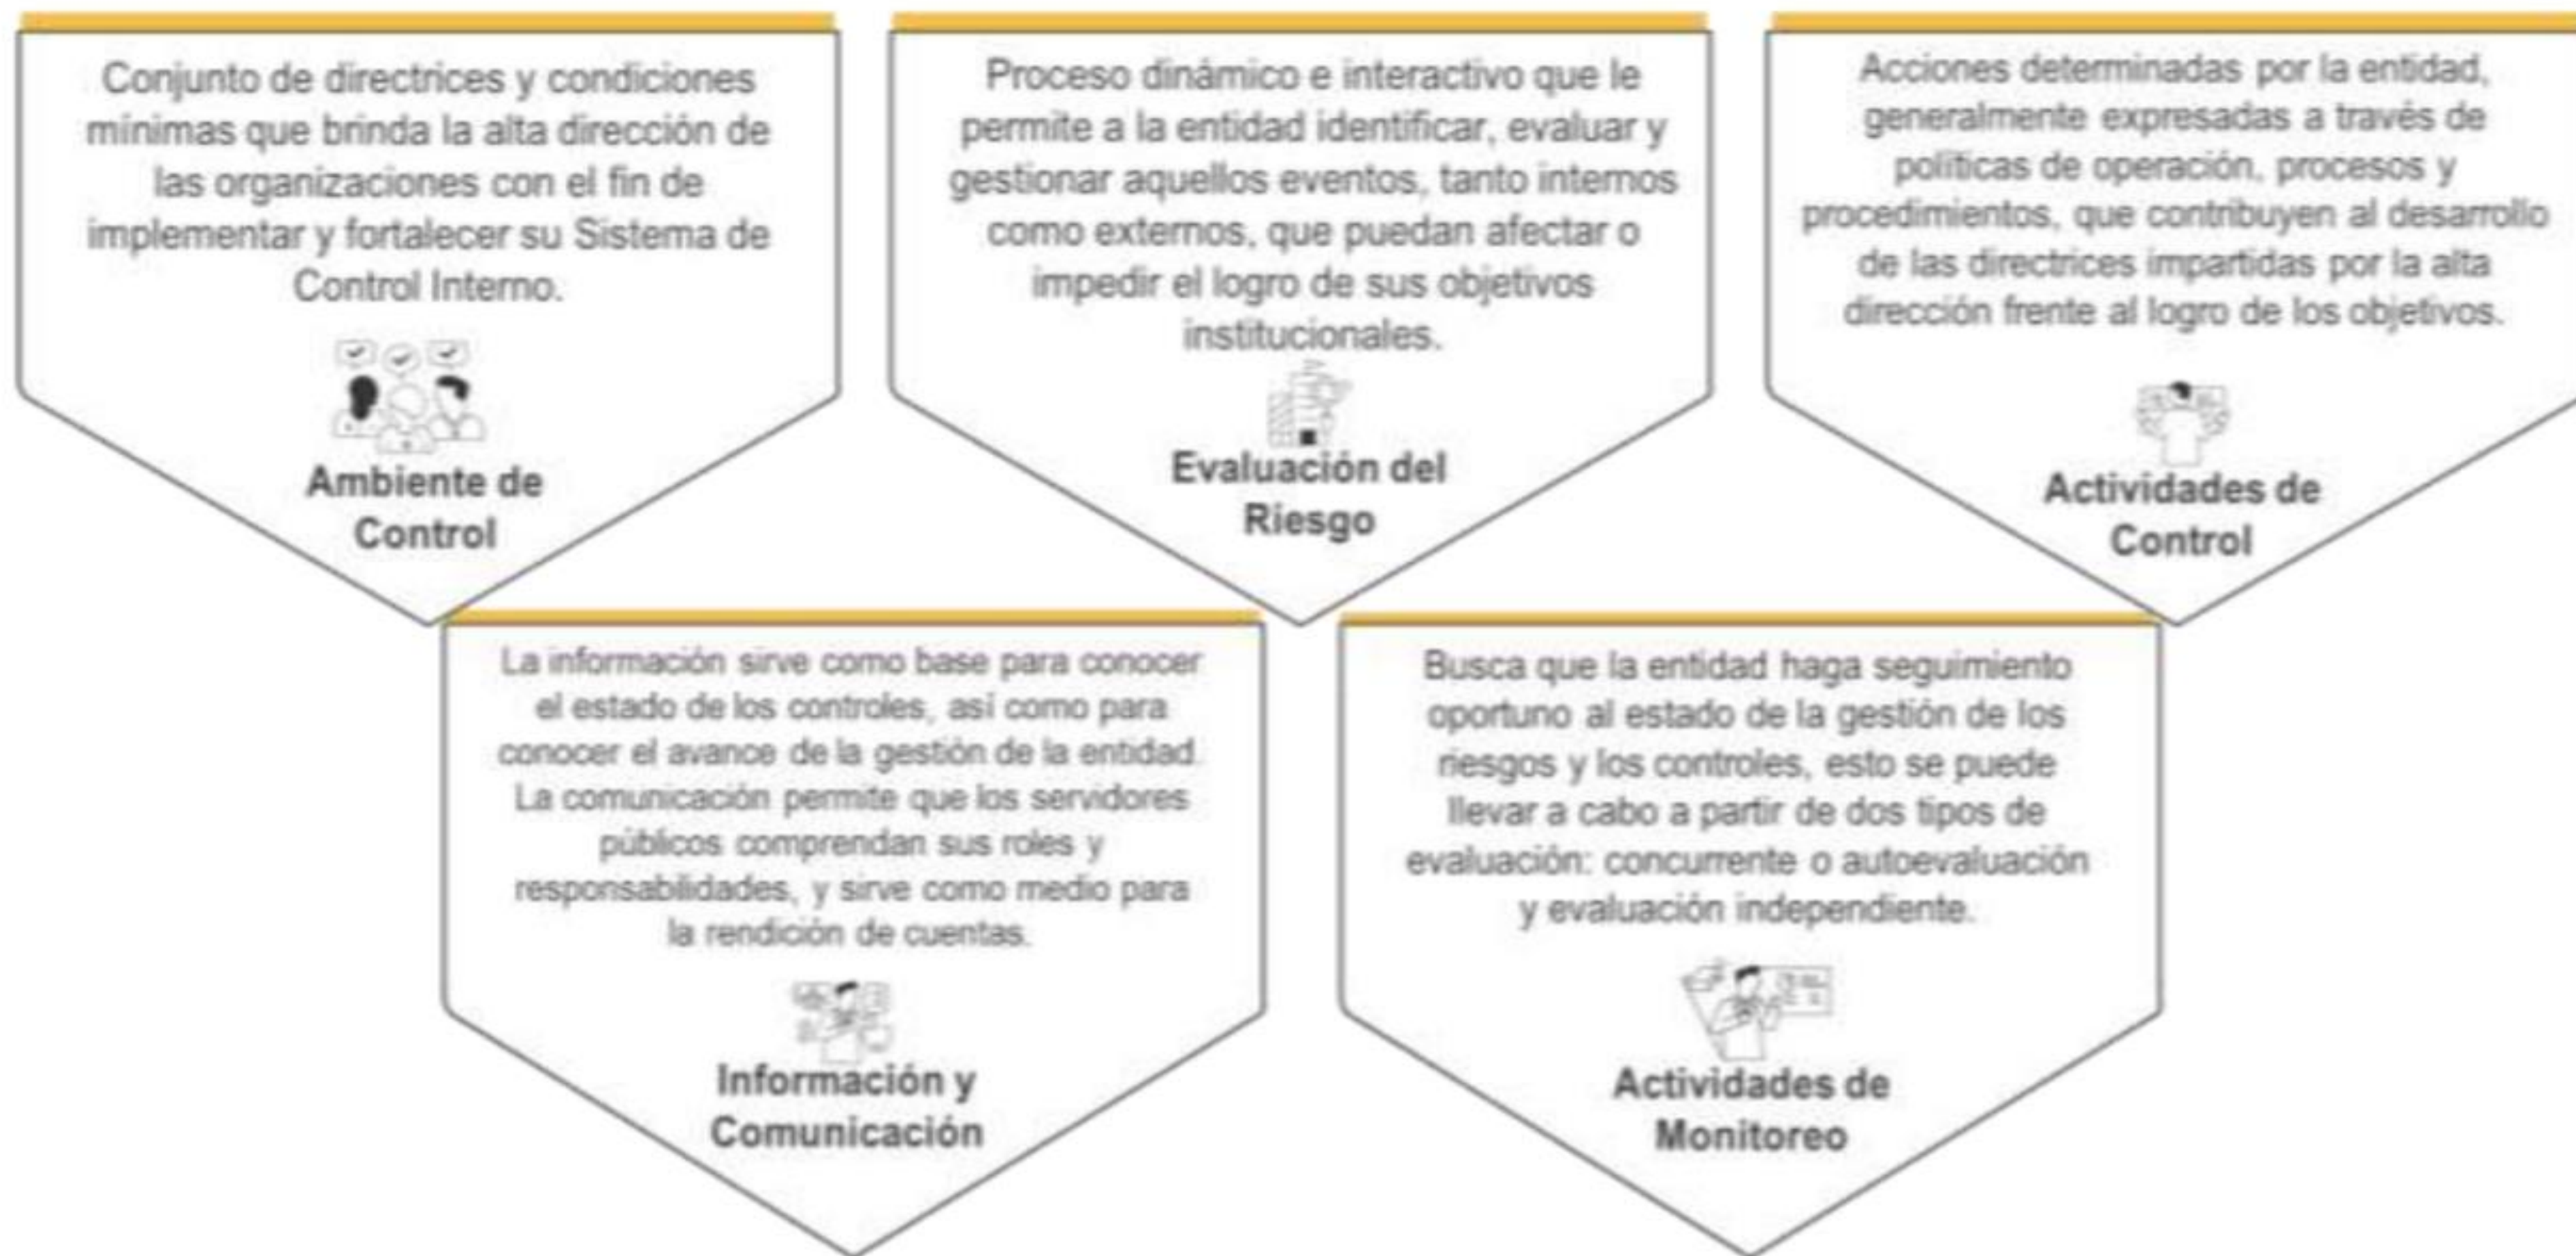 Conjunto de directrices y condiciones
mínimas que brinda la alta dirección de
las organizaciones con el fin de
implementar y fortalecer su Sistema de
Control Interno.
Ambiente de
Control
Proceso dinámico e interactivo que le
permite a la entidad identificar, evaluar y
gestionar aquellos eventos, tanto internos
como externos, que puedan afectar o
impedir el logro de sus objetivos
institucionales.
Evaluación del
Riesgo
Acciones determinadas por la entidad,
generalmente expresadas a través de
políticas de operación, procesos y
procedimientos, que contribuyen al desarrollo
de las directrices impartidas por la alta
dirección frente al logro de los objetivos.
Actividades de
Control
La información sirve como base para conocer
el estado de los controles, así como para
conocer el avance de la gestión de la entidad.
La comunicación permite que los servidores
públicos comprendan sus roles y
responsabilidades, y sirve como medio para
la rendición de cuentas.
Información y
Comunicación
Busca que la entidad haga seguimiento
oportuno al estado de la gestión de los
riesgos y los controles, esto se puede
llevar a cabo a partir de dos tipos de
evaluación: concurrente o autoevaluación
y evaluación independiente.
Actividades de
Monitoreo